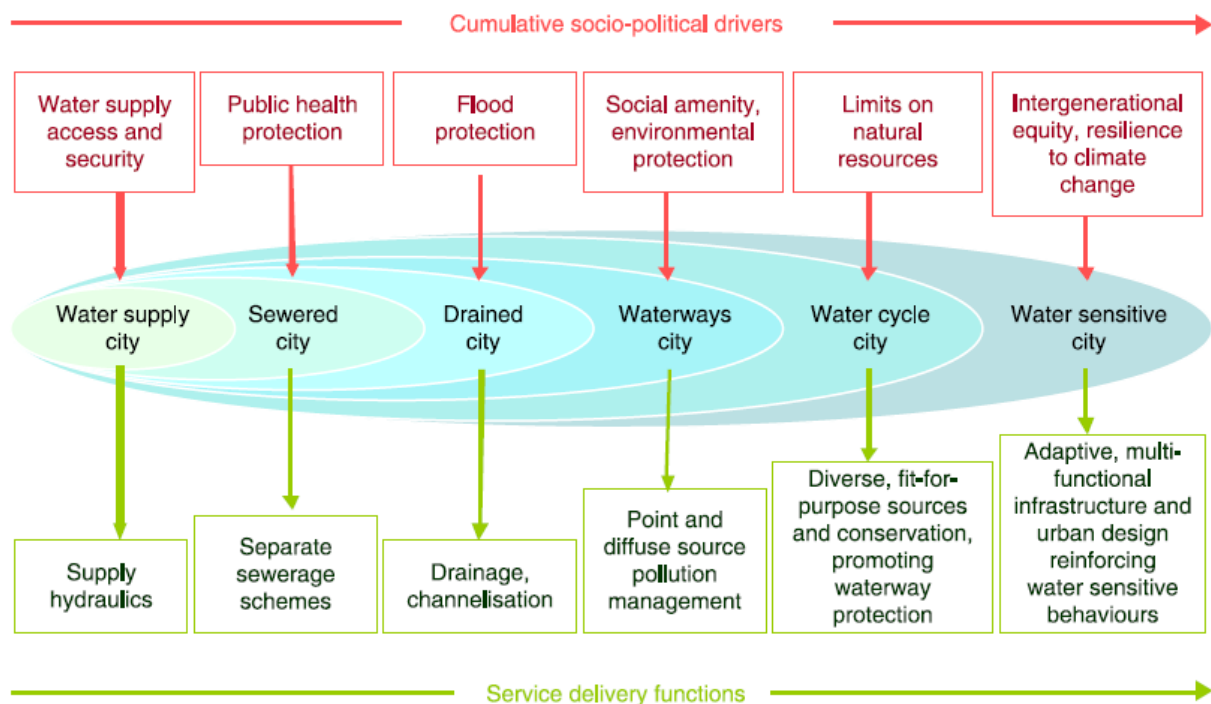 Cumulative socio-political drivers
Water supply
access and
security
Public health
protection
Flood
protection
Social amenity,
environmental
protection
Limits on
natural
resources
Intergenerational
equity, resilience
to climate
change
Water supply
city
Sewered
city
Drained
city
Waterways
city
Water cycle
city
Water sensitive
city
Supply
hydraulics
Separate
sewerage
schemes
Drainage,
channelisation
Point and
diffuse source
pollution
management
Diverse, fit-for-
purpose sources
and conservation,
promoting
waterway
protection
Adaptive, multi-
functional
infrastructure and
urban design
reinforcing
water sensitive
behaviours
Service delivery functions